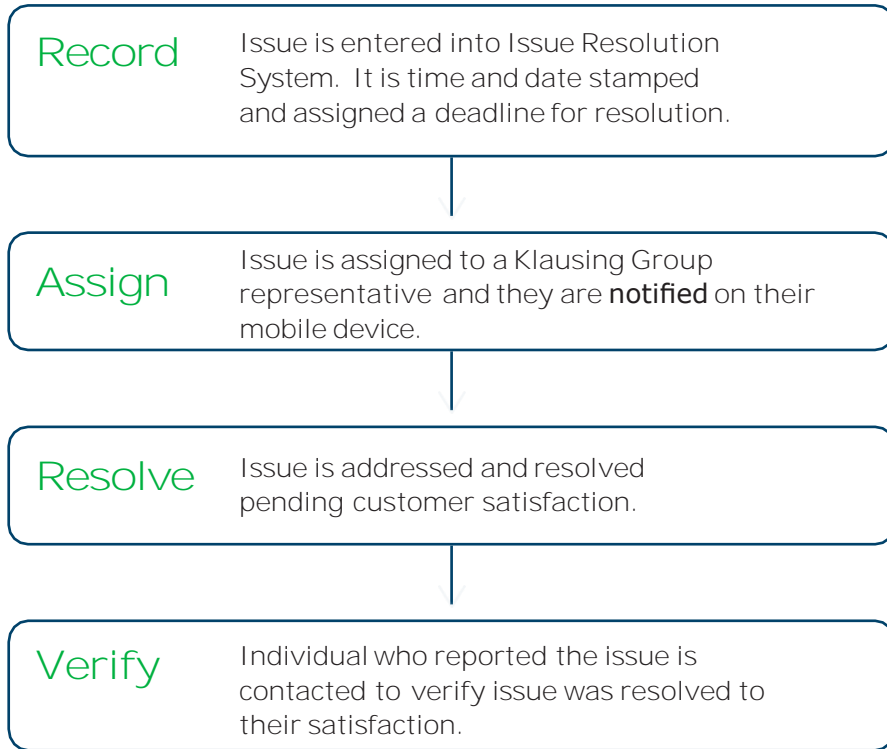 Record
Issue is entered into Issue Resolution
System. It is time and date stamped
and assigned a deadline for resolution.
Assign
Issue is assigned to a Klausing Group
representative and they are notified on their
mobile device.
Resolve
Issue is addressed and resolved
pending customer satisfaction.
Verify
Individual who reported the issue is
contacted to verify issue was resolved to
their satisfaction.